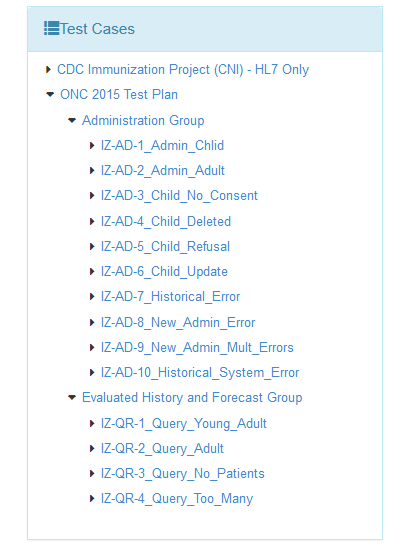 Test Cases
CDC Immunization Project (CNI) - HL7 Only
ONC 2015 Test Plan
Administration Group
IZ-AD-1_Admin_Chlid
IZ-AD-2_Admin_Adult
IZ-AD-3_Child_No_Consent
IZ-AD-4_Child_Deleted
IZ-AD-5_Child_Refusal
IZ-AD-6_Child_Update
IZ-AD-7_Historical_Error
IZ-AD-8_New_Admin_Error
IZ-AD-9_New_Admin_Mult_Errors
IZ-AD-10_Historical_System_Error
Evaluated History and Forecast Group
IZ-QR-1_Query_Young_Adult
IZ-QR-2_Query_Adult
IZ-QR-3_Query_No_Patients
IZ-QR-4_Query_Too_Many